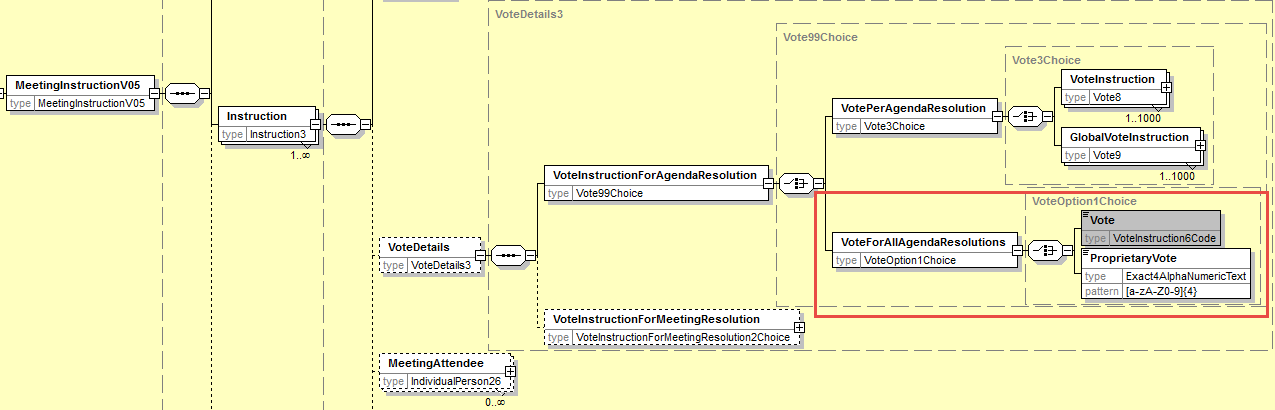 VoteDetails3
Vote99Choice
Vote3Choice
MeetingInstructionV05
type MeetingInstructionV05
Instruction
type Instruction3
1..∞
VoteInstruction
type Vote8
1..1000
VotePerAgendaResolution
type Vote3Choice
GlobalVoteInstruction
type Vote9
1..1000
VoteInstructionForAgendaResolution
type Vote99Choice
VoteOption1Choice
Vote
type VoteInstruction6Code
VoteForAllAgendaResolutions
type VoteOption1Choice
ProprietaryVote
type Exact4AlphaNumericText
pattern [a-zA-Z0-9]{4}
VoteDetails
type VoteDetails3
VoteInstructionForMeetingResolution
type VoteInstructionForMeetingResolution2Choice
MeetingAttendee
type IndividualPerson26
0..∞